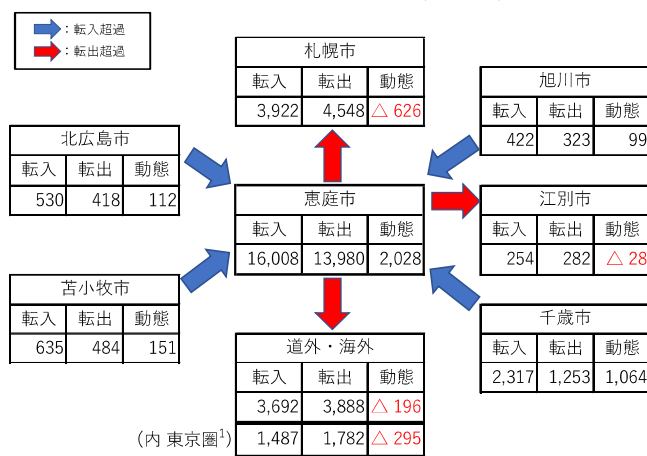 ：転入超過
：転出超過
札幌市
転入 転出 動態
3,922 4,548 △ 626
旭川市
転入 転出 動態
422 323 99
北広島市
転入 転出 動態
530 418 112
恵庭市
転入 転出 動態
16,008 13,980 2,028
江別市
転入 転出 動態
254 282 △ 28
苫小牧市
転入 転出 動態
635 484 151
千歳市
転入 転出 動態
2,317 1,253 1,064
道外・海外
転入 転出 動態
3,692 3,888 △ 196
(内 東京圏1) 1,487 1,782 △ 295